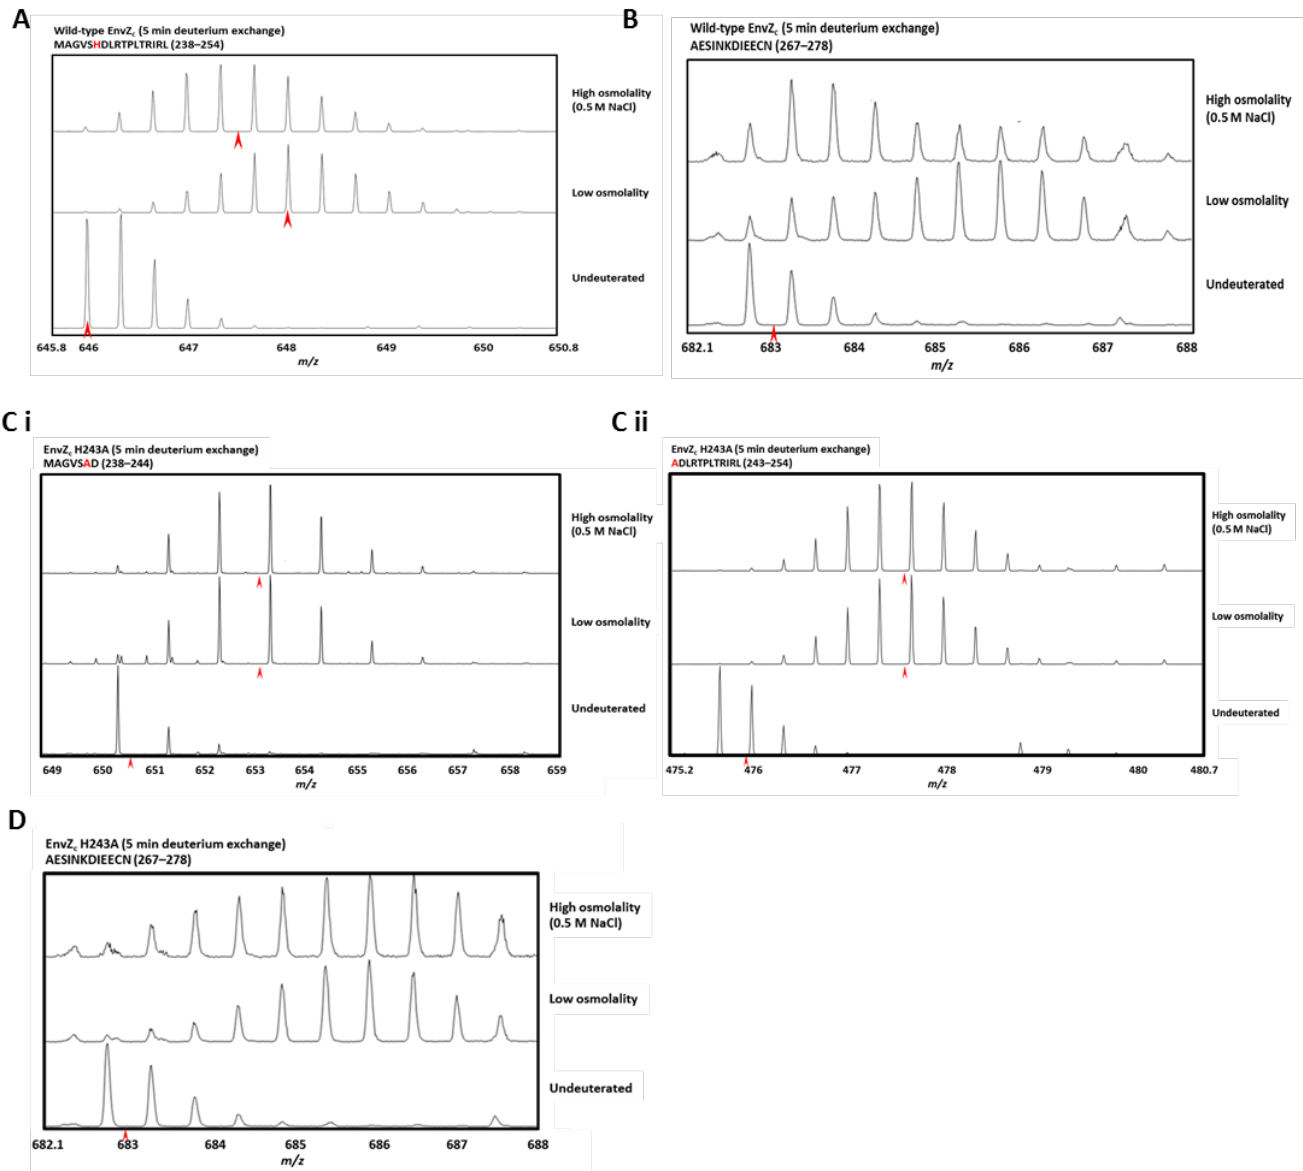 A
Wild-type EnvZc (5 min deuterium exchange)
MAGVSHDLRTPLTRIRL (238–254)
High osmolality
(0.5 M NaCl)
Low osmolality
Undeuterated
645.8 646 647 648 649 650 650.8
m/z
B
Wild-type EnvZc (5 min deuterium exchange)
AESINKDIEECN (267–278)
High osmolality
(0.5 M NaCl)
Low osmolality
Undeuterated
682.1 683 684 685 686 687 688
m/z
C i
EnvZc H243A (5 min deuterium exchange)
MAGVSAD (238–244)
High osmolality
(0.5 M NaCl)
Low osmolality
Undeuterated
649 650 651 652 653 654 655 656 657 658 659
m/z
C ii
EnvZc H243A (5 min deuterium exchange)
ADLRTPLTRIRL (243–254)
High osmolality
(0.5 M NaCl)
Low osmolality
Undeuterated
475.2 476 477 478 479 480 480.7
m/z
D
EnvZc H243A (5 min deuterium exchange)
AESINKDIEECN (267–278)
High osmolality
(0.5 M NaCl)
Low osmolality
Undeuterated
682.1 683 684 685 686 687 688
m/z